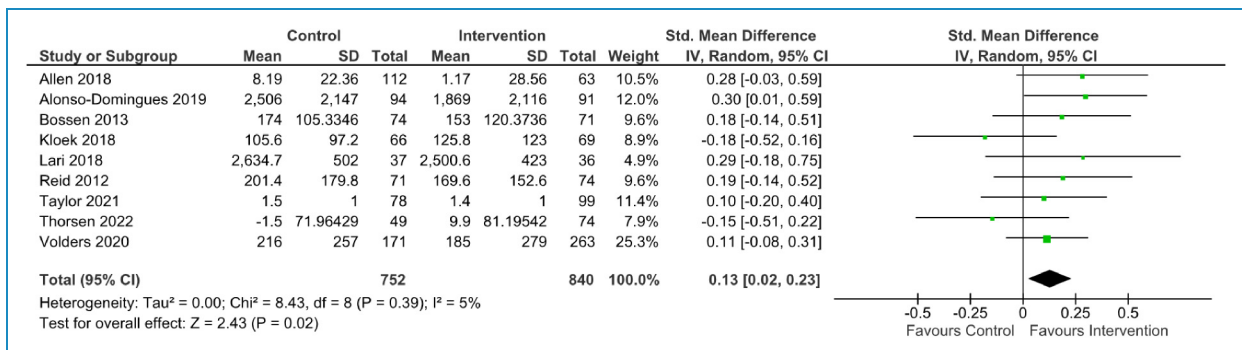 Control Intervention Std. Mean Difference Std. Mean Difference
Study or Subgroup Mean SD Total Mean SD Total Weight IV, Random, 95% CI IV, Random, 95% CI
Allen 2018 8.19 22.36 112 1.17 28.56 63 10.5% 0.28 [-0.03, 0.59]
Alonso-Domingues 2019 2,506 2,147 94 1,869 2,116 91 12.0% 0.30 [0.01, 0.59]
Bossen 2013 174 105.3346 74 153 120.3736 71 9.6% 0.18 [-0.14, 0.51]
Kloek 2018 105.6 97.2 66 125.8 123 69 8.9% -0.18 [-0.52, 0.16]
Lari 2018 2,634.7 502 37 2,500.6 423 36 4.9% 0.29 [-0.18, 0.75]
Reid 2012 201.4 179.8 71 169.6 152.6 74 9.6% 0.19 [-0.14, 0.52]
Taylor 2021 1.5 1 78 1.4 1 99 11.4% 0.10 [-0.20, 0.40]
Thorsen 2022 -1.5 71.96429 49 9.9 81.19542 74 7.9% -0.15 [-0.51, 0.22]
Volders 2020 216 257 171 185 279 263 25.3% 0.11 [-0.08, 0.31]
Total (95% CI) 752 840 100.0% 0.13 [0.02, 0.23]
Heterogeneity: Tau² = 0.00; Chi² = 8.43, df = 8 (P = 0.39); I² = 5%
Test for overall effect: Z = 2.43 (P = 0.02)
-0.5 -0.25 0 0.25 0.5
Favours Control Favours Intervention